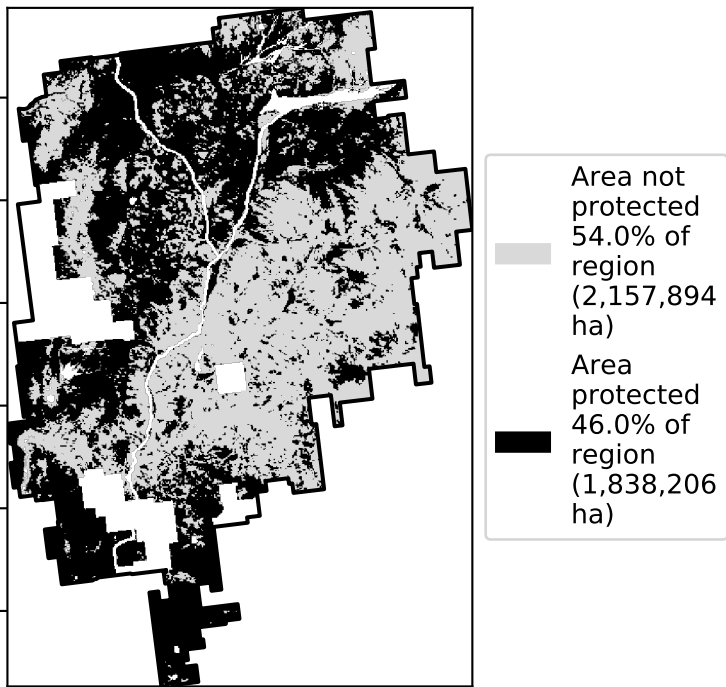 Area not
protected
54.0% of
region
(2,157,894
ha)
Area
protected
46.0% of
region
(1,838,206
ha)